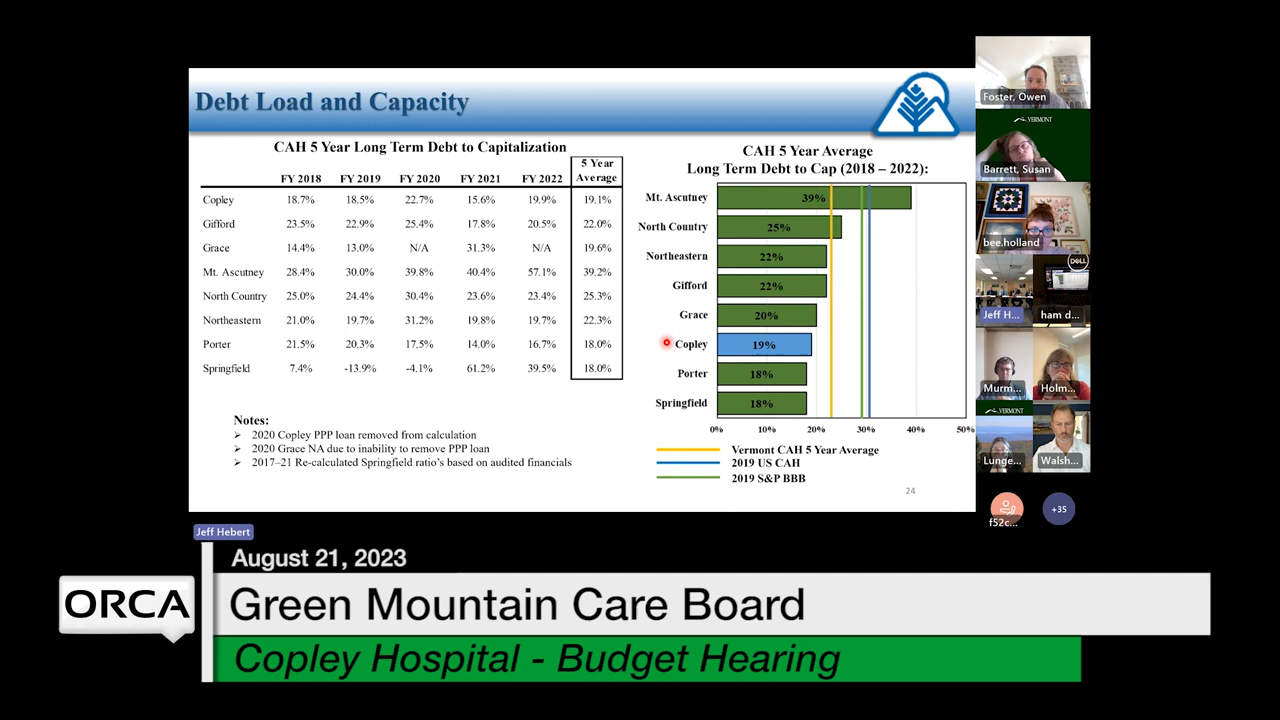 Debt Load and Capacity
CAH 5 Year Long Term Debt to Capitalization
FY 2018 FY 2019 FY 2020 FY 2021 FY 2022 5 Year Average
Copley 18.7% 18.5% 22.7% 15.6% 19.9% 19.1%
Gifford 23.5% 22.9% 25.4% 17.8% 20.5% 22.0%
Grace 14.4% 13.0% N/A 31.3% N/A 19.6%
Mt. Ascutney 28.4% 30.0% 39.8% 40.4% 57.1% 39.2%
North Country 25.0% 24.4% 30.4% 23.6% 23.4% 25.3%
Northeastern 21.0% 19.7% 31.2% 19.8% 19.7% 22.3%
Porter 21.5% 20.3% 17.5% 14.0% 16.7% 18.0%
Springfield 7.4% -13.9% -4.1% 61.2% 39.5% 18.0%
Notes:
➢ 2020 Copley PPP loan removed from calculation
➢ 2020 Grace NA due to inability to remove PPP loan
➢ 2017–21 Re-calculated Springfield ratio's based on audited financials
CAH 5 Year Average
Long Term Debt to Cap (2018 – 2022):
Mt. Ascutney 39%
North Country 25%
Northeastern 22%
Gifford 22%
Grace 20%
Copley 19%
Porter 18%
Springfield 18%
0% 10% 20% 30% 40% 50%
Vermont CAH 5 Year Average
2019 US CAH
2019 S&P BBB
24
Foster, Owen
VERMONT
Barrett, Susan
bee.holland
DELL
Jeff H...
ham d...
Murm...
Holm...
VERMONT
Lunge...
Walsh...
f52c...
+35
Jeff Hebert
August 21, 2023
ORCA
Green Mountain Care Board
Copley Hospital - Budget Hearing